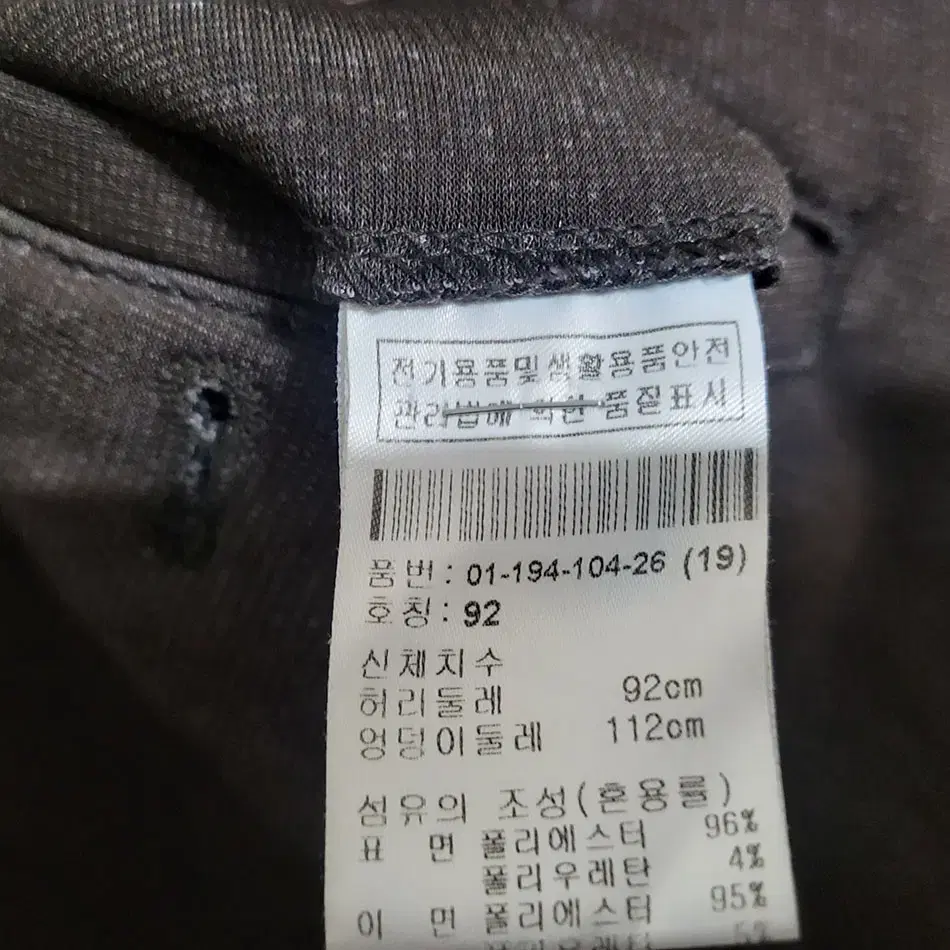 전기용품및생활용품안전
관리법에 의한 품질표시
품번 : 01-194-104-26 (19)
호칭 : 92
신체치수
허리둘레 92cm
엉덩이둘레 112cm
섬유의 조성(혼용률)
표 면 폴리에스터 96%
폴리우레탄 4%
이 면 폴리에스터 95%